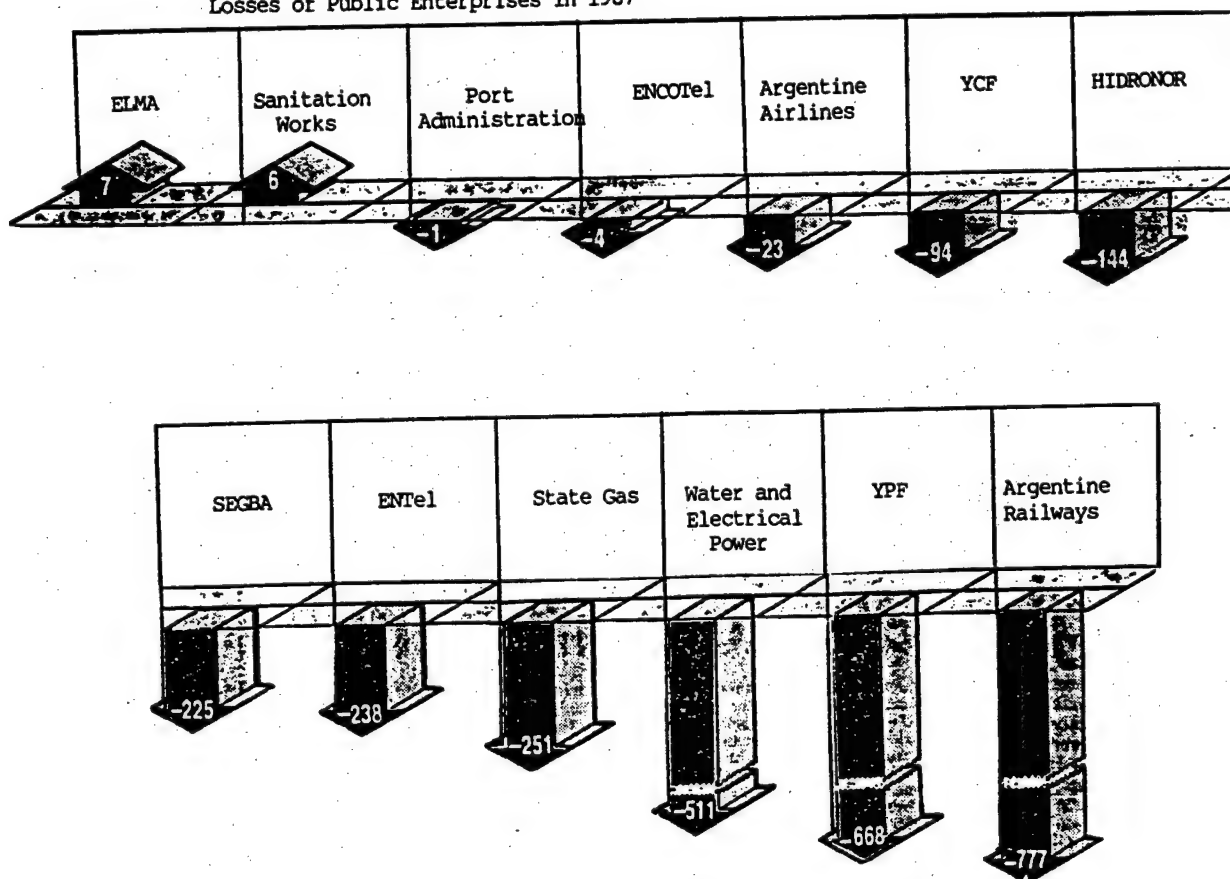 Losses of Public Enterprises in 1987
ELMA
Sanitation
Works
Port
Administration
ENCOTel
Argentine
Airlines
YCF
HIDRONOR
7
6
-1
-4
-23
-94
-144
SEGBA
ENTel
State Gas
Water and
Electrical
Power
YPF
Argentine
Railways
-225
-238
-251
-511
-668
-777